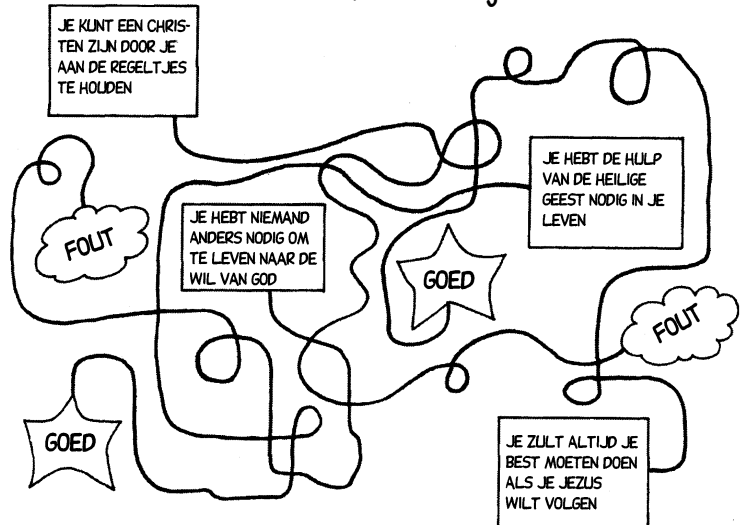 JE KUNT EEN CHRIS-
TEN ZIJN DOOR JE
AAN DE REGELTJES
TE HOUDEN
JE HEBT DE HULP
VAN DE HEILIGE
GEEST NODIG IN JE
LEVEN
FOUT
JE HEBT NIEMAND
ANDERS NODIG OM
TE LEVEN NAAR DE
WIL VAN GOD
GOED
FOUT
GOED
JE ZULT ALTIJD JE
BEST MOETEN DOEN
ALS JE JEZUS
WILT VOLGEN